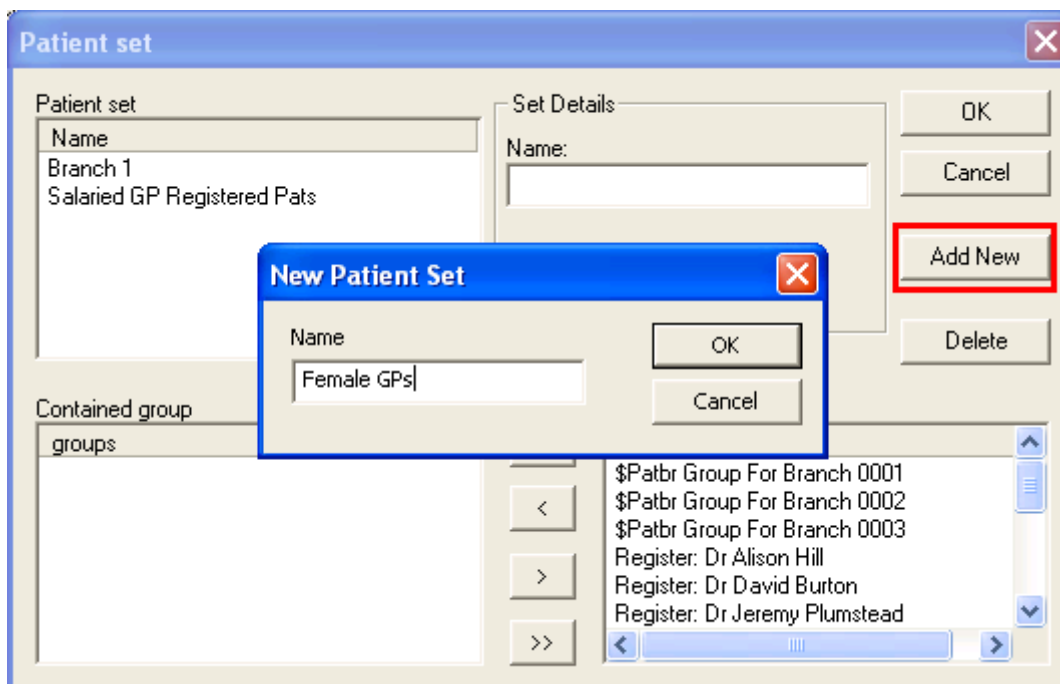 Patient set
Patient set
Name
Branch 1
Salaried GP Registered Pats
Set Details
Name:
OK
Cancel
Add New
Delete
New Patient Set
Name
Female GPs
OK
Cancel
Contained group
groups
<
>
>>
$Patbr Group For Branch 0001
$Patbr Group For Branch 0002
$Patbr Group For Branch 0003
Register: Dr Alison Hill
Register: Dr David Burton
Register: Dr Jeremy Plumstead